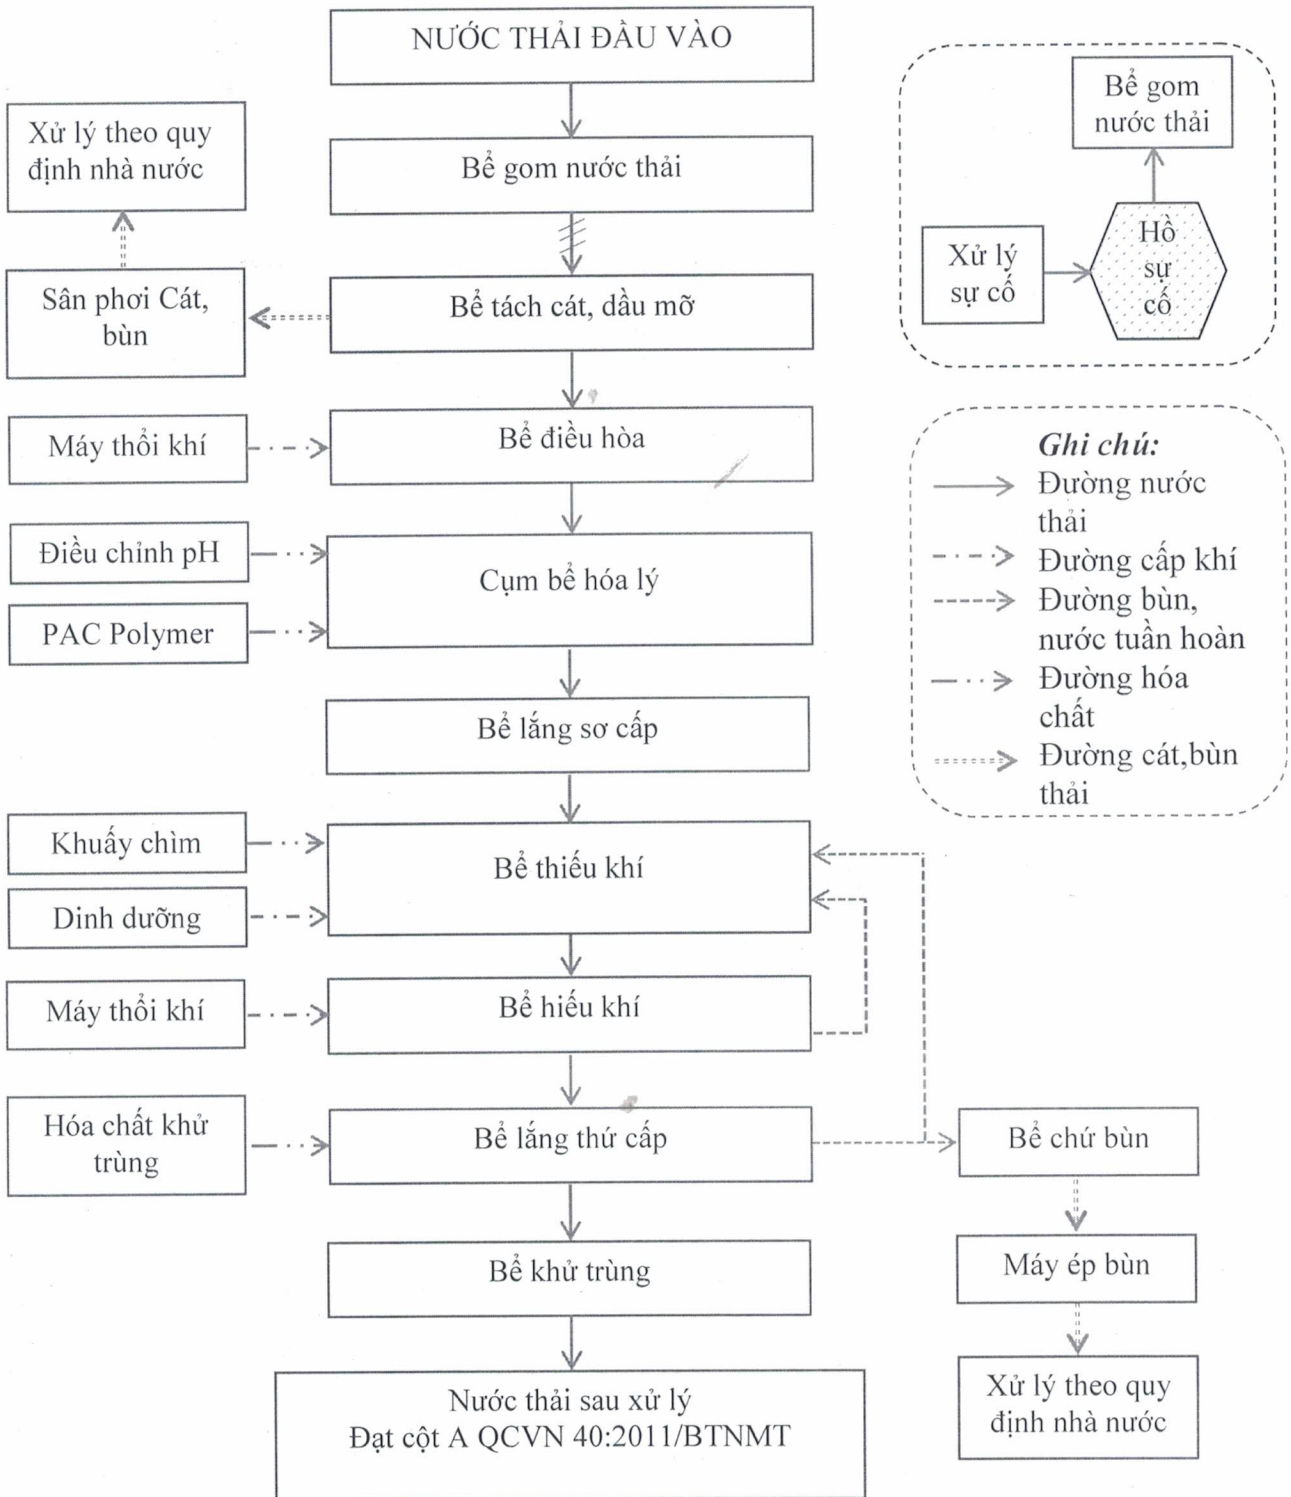 NƯỚC THẢI ĐẦU VÀO
Bể gom nước thải
Xử lý theo quy
định nhà nước
Bể tách cát, dầu mỡ
Sân phơi Cát,
bùn
Máy thổi khí
Bể điều hòa
Điều chỉnh pH
PAC Polymer
Cụm bể hóa lý
Bể lắng sơ cấp
Khuấy chìm
Dinh dưỡng
Bể thiếu khí
Máy thổi khí
Bể hiếu khí
Hóa chất khử
trùng
Bể lắng thứ cấp
Bể chứ bùn
Bể khử trùng
Máy ép bùn
Nước thải sau xử lý
Đạt cột A QCVN 40:2011/BTNMT
Xử lý theo quy
định nhà nước
Bể gom
nước thải
Xử lý
sự cố
Hồ
sự
cố
Ghi chú:
Đường nước
thải
Đường cấp khí
Đường bùn,
nước tuần hoàn
Đường hóa
chất
Đường cát,bùn
thải